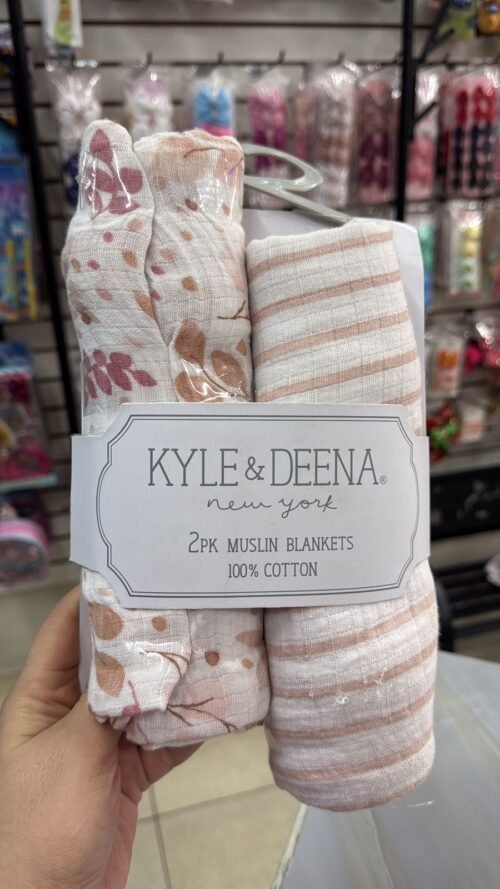 KYLE & DEENA®
new york
2PK MUSLIN BLANKETS
100% COTTON